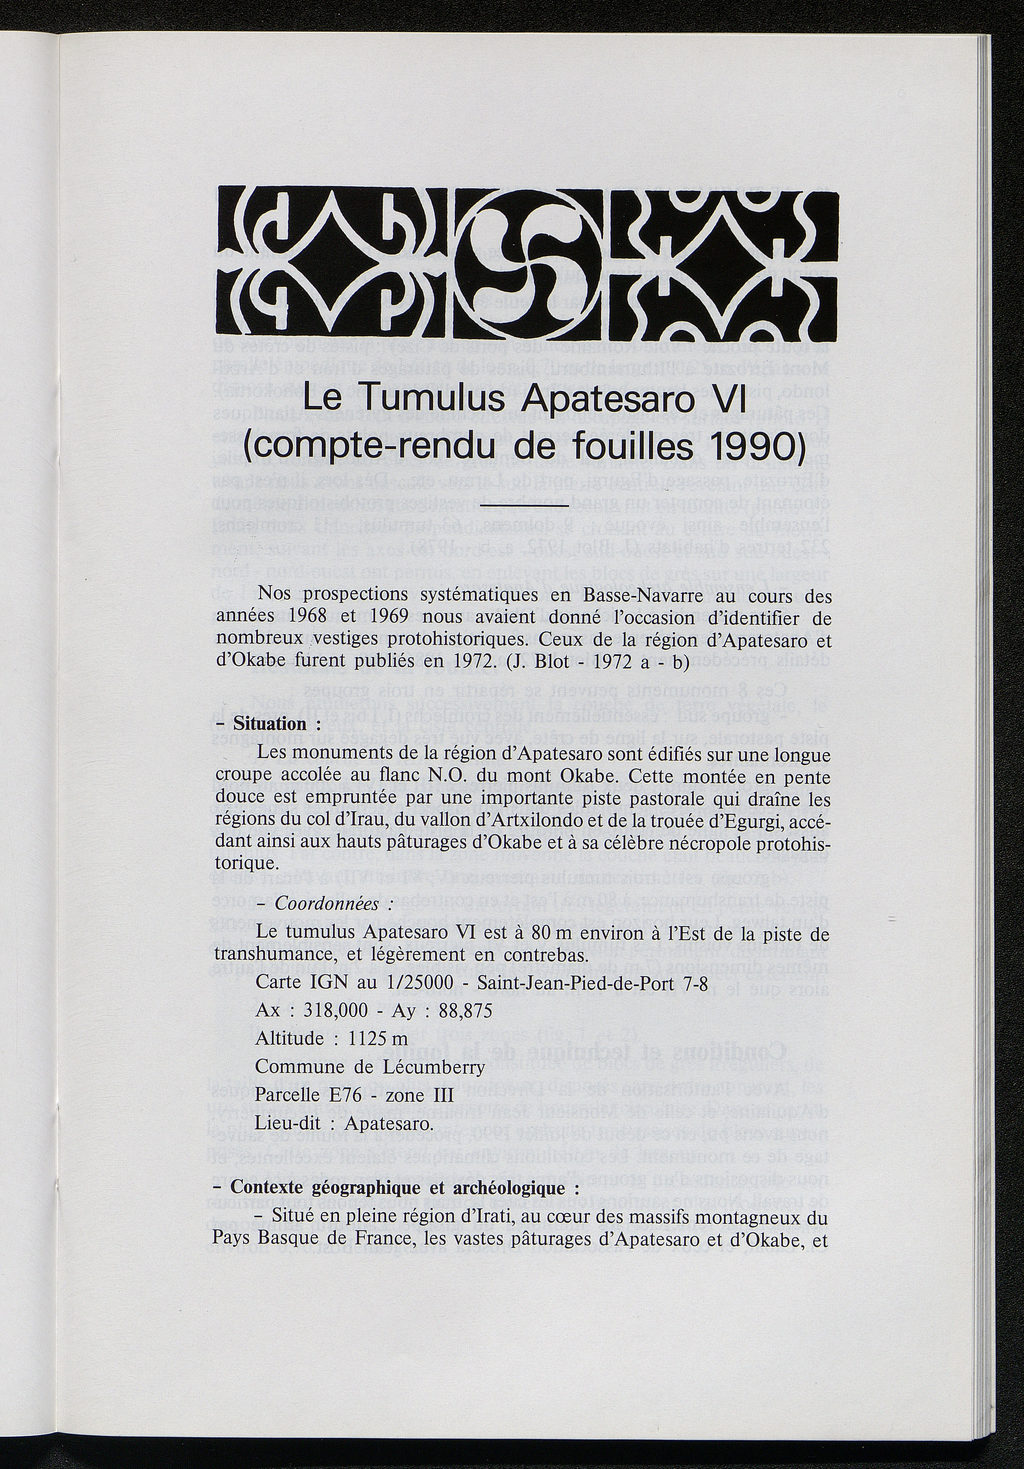 Le Tumulus Apatesaro VI
(compte-rendu de fouilles 1990)
Nos prospections systématiques en Basse-Navarre au cours des
années 1968 et 1969 nous avaient donné l'occasion d'identifier de
nombreux vestiges protohistoriques. Ceux de la région d'Apatesaro et
d'Okabe furent publiés en 1972. (J. Blot - 1972 a - b)
- Situation :
Les monuments de la région d'Apatesaro sont édifiés sur une longue
croupe accolée au flanc N.O. du mont Okabe. Cette montée en pente
douce est empruntée par une importante piste pastorale qui draîne les
régions du col d'Irau, du vallon d'Artxilondo et de la trouée d'Egurgi, accé-
dant ainsi aux hauts pâturages d'Okabe et à sa célèbre nécropole protohis-
torique.
- Coordonnées :
Le tumulus Apatesaro VI est à 80 m environ à l'Est de la piste de
transhumance, et légèrement en contrebas.
Carte IGN au 1/25000 - Saint-Jean-Pied-de-Port 7-8
Ax : 318,000 - Ay : 88,875
Altitude : 1125 m
Commune de Lécumberry
Parcelle E76 - zone III
Lieu-dit : Apatesaro.
- Contexte géographique et archéologique :
- Situé en pleine région d'Irati, au cœur des massifs montagneux du
Pays Basque de France, les vastes pâturages d'Apatesaro et d'Okabe, et